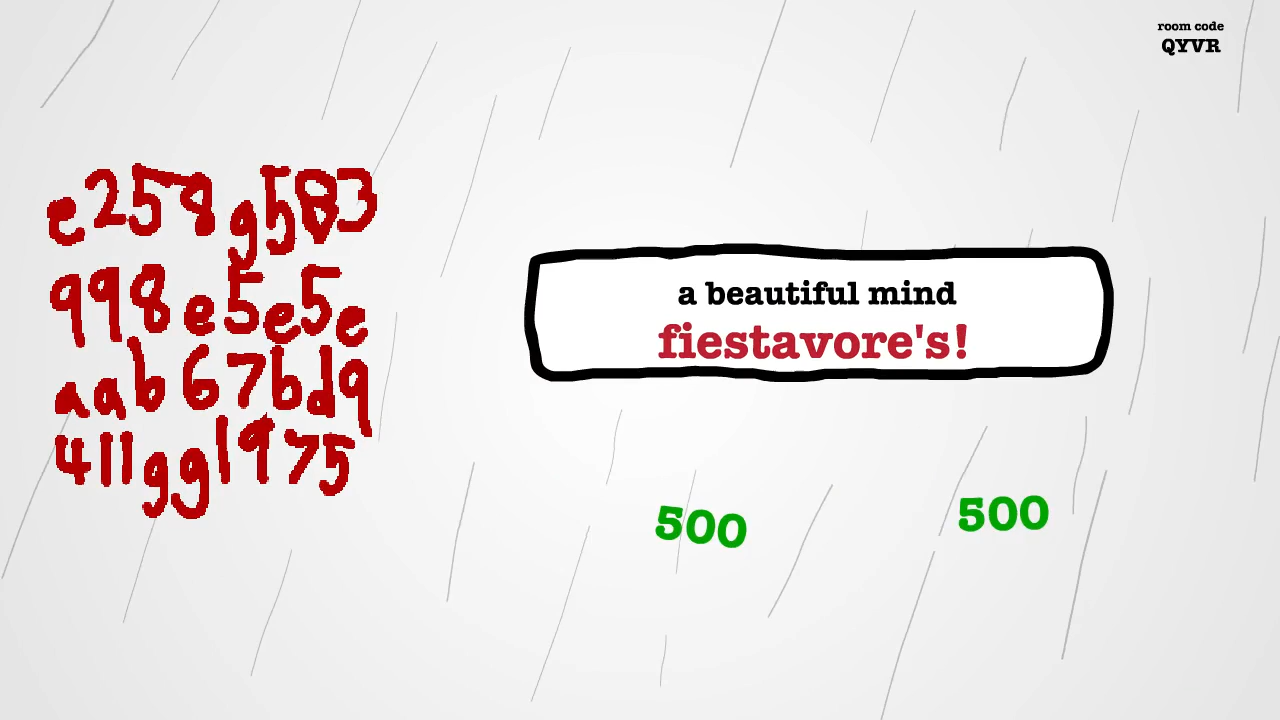 room code
QYVR
e258g583
998e5e5e
aab67bd9
411gg1975
a beautiful mind
fiestavore's!
500 500